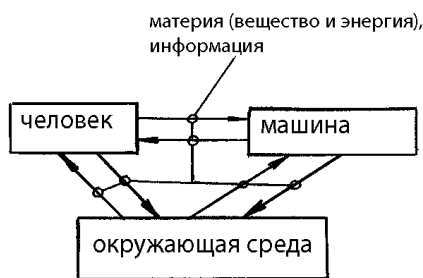 материя (вещество и энергия),
информация
человек
машина
окружающая среда